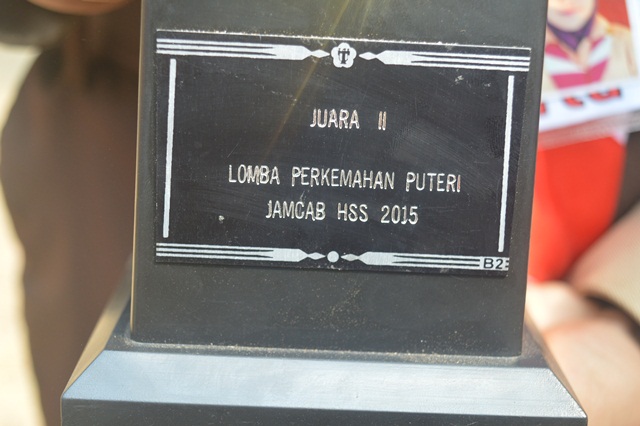 T
JUARA II
LOMBA PERKEMAHAN PUTERI
JAMCAB HSS 2015
B2